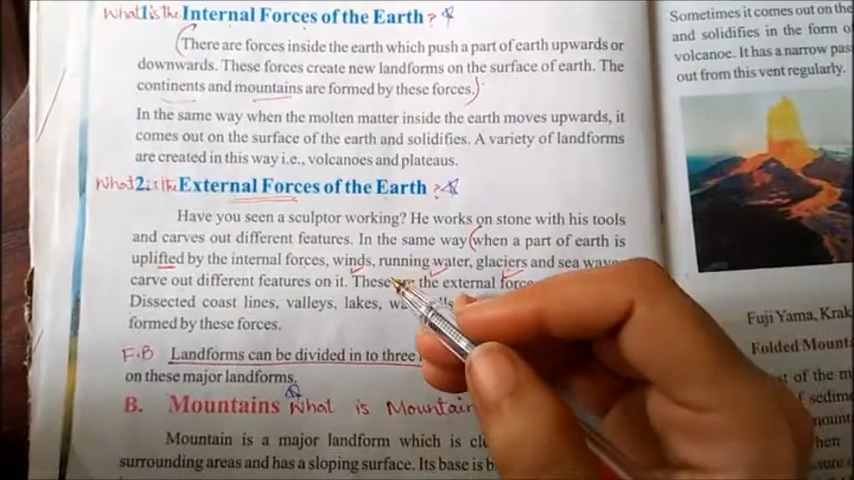 What is the
1. Internal Forces of the Earth ?
There are forces inside the earth which push a part of earth upwards or
downwards. These forces create new landforms on the surface of earth. The
continents and mountains are formed by these forces.
In the same way when the molten matter inside the earth moves upwards, it
comes out on the surface of the earth and solidifies. A variety of landforms
are created in this way i.e., volcanoes and plateaus.
What is the
2. External Forces of the Earth ?
Have you seen a sculptor working? He works on stone with his tools
and carves out different features. In the same way when a part of earth is
uplifted by the internal forces, winds, running water, glaciers and sea waves
carve out different features on it. These the external
Dissected coast lines, valleys, lakes,
formed by these forces.
F.B Landforms can be divided in to three
on these major landforms.
B. Mountains What is Mountain
Mountain is a major landform which is
surrounding areas and has a sloping surface. Its base is
Sometimes it comes out on the
and solidifies in the form of
volcano. It has a narrow
out from this vent regularly.
Fuji Yama,
Folded
of the